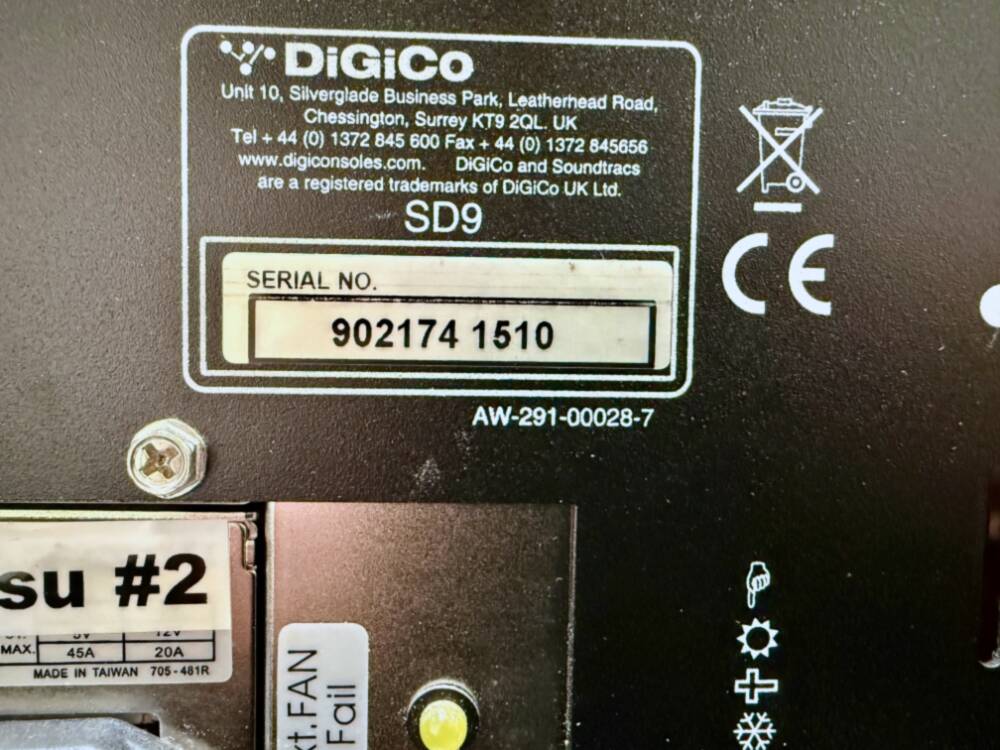 DiGiCo
Unit 10, Silverglade Business Park, Leatherhead Road,
Chessington, Surrey KT9 2QL. UK
Tel + 44 (0) 1372 845 600 Fax + 44 (0) 1372 845656
www.digiconsoles.com. DiGiCo and Soundtracs
are a registered trademarks of DiGiCo UK Ltd.
SD9
SERIAL NO.
902174 1510
AW-291-00028-7
CE
su #2
5V 12V
MAX. 45A 20A
MADE IN TAIWAN 705-481R
xt.FAN
Fail